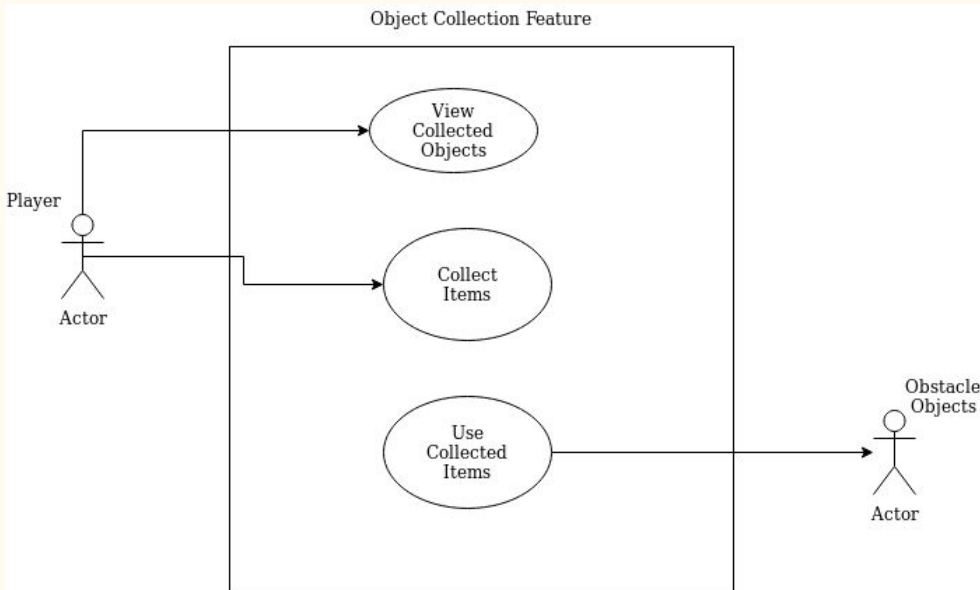 Object Collection Feature
View
Collected
Objects
Player
Actor
Collect
Items
Use
Collected
Items
Obstacle
Objects
Actor